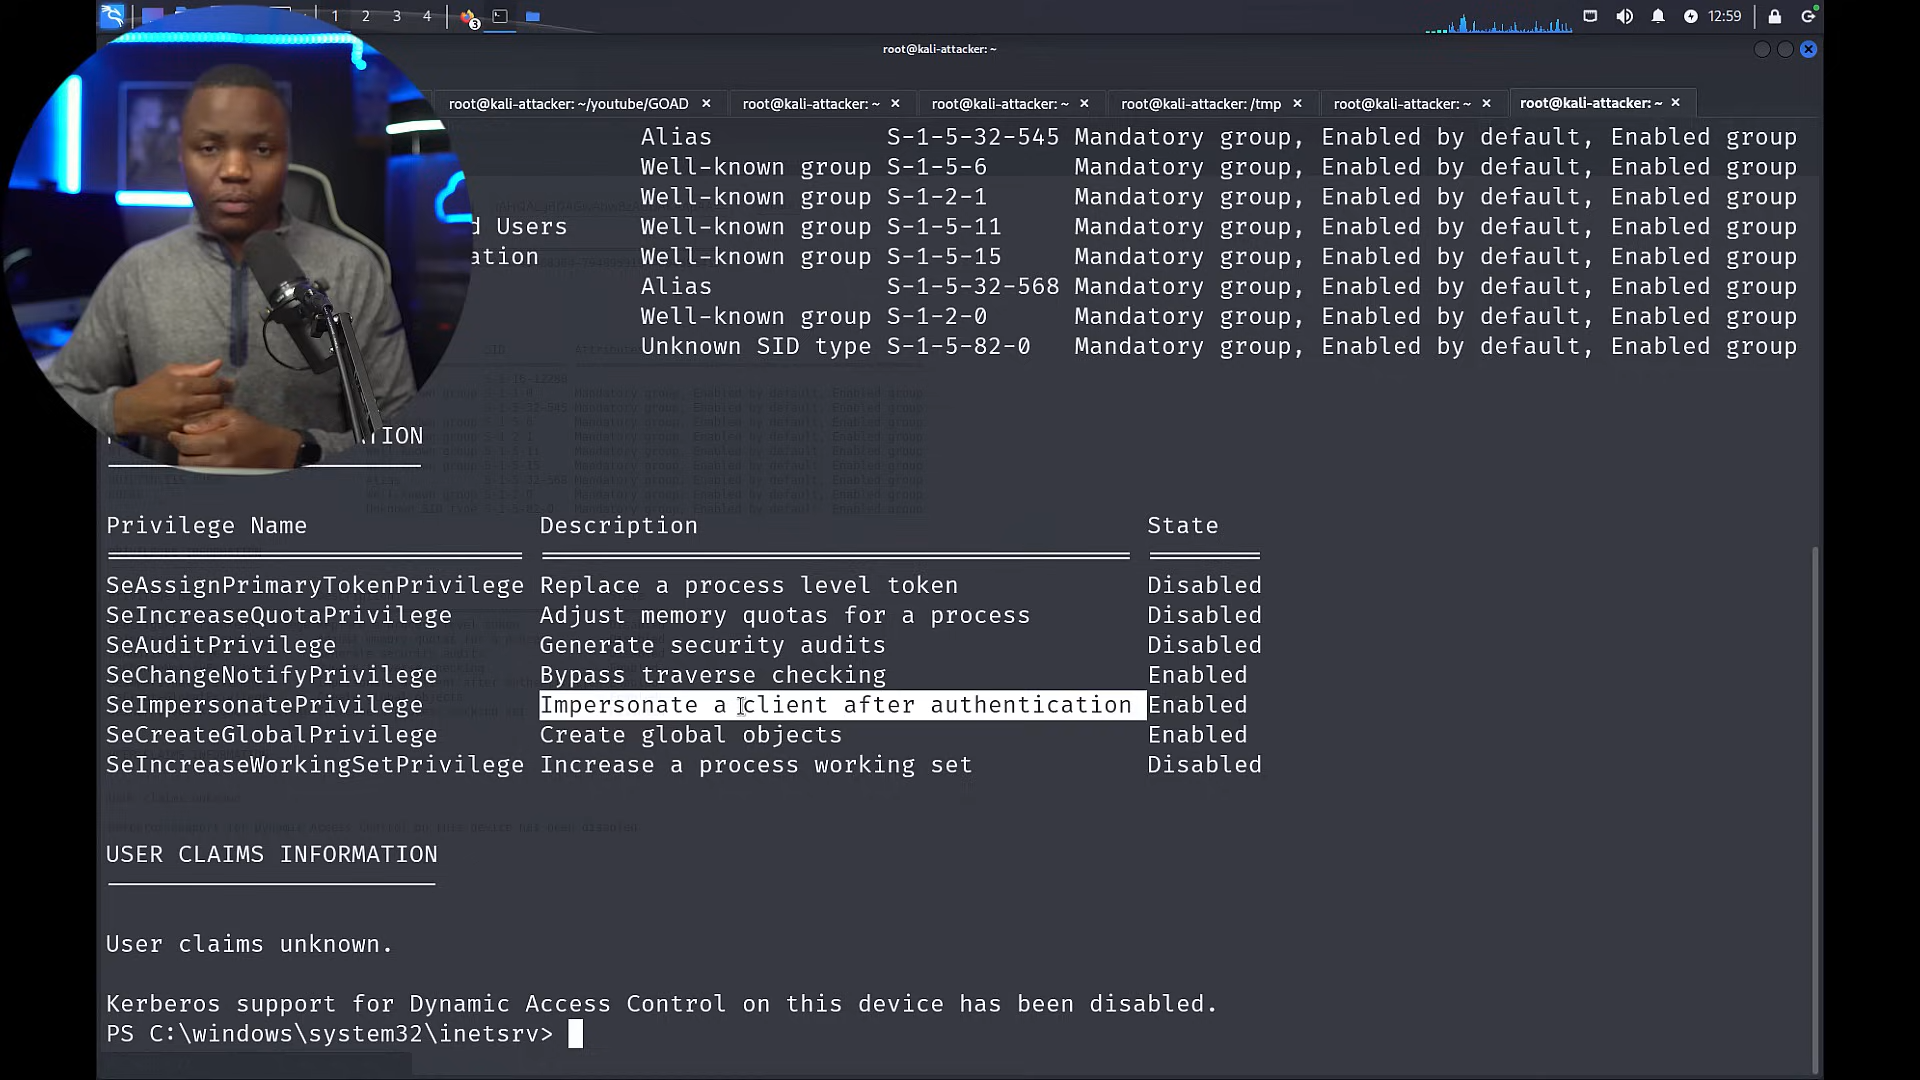 1 2 3 4
3
12:59
root@kali-attacker: ~
root@kali-attacker: ~/youtube/GOAD
root@kali-attacker: ~
root@kali-attacker: ~
root@kali-attacker: /tmp
root@kali-attacker: ~
root@kali-attacker: ~
Alias S-1-5-32-545 Mandatory group, Enabled by default, Enabled group
Well-known group S-1-5-6 Mandatory group, Enabled by default, Enabled group
Well-known group S-1-2-1 Mandatory group, Enabled by default, Enabled group
d Users Well-known group S-1-5-11 Mandatory group, Enabled by default, Enabled group
ation Well-known group S-1-5-15 Mandatory group, Enabled by default, Enabled group
Alias S-1-5-32-568 Mandatory group, Enabled by default, Enabled group
Well-known group S-1-2-0 Mandatory group, Enabled by default, Enabled group
Unknown SID type S-1-5-82-0 Mandatory group, Enabled by default, Enabled group
ATION
Privilege Name Description State
SeAssignPrimaryTokenPrivilege Replace a process level token Disabled
SeIncreaseQuotaPrivilege Adjust memory quotas for a process Disabled
SeAuditPrivilege Generate security audits Disabled
SeChangeNotifyPrivilege Bypass traverse checking Enabled
SeImpersonatePrivilege Impersonate a client after authentication Enabled
SeCreateGlobalPrivilege Create global objects Enabled
SeIncreaseWorkingSetPrivilege Increase a process working set Disabled
USER CLAIMS INFORMATION
User claims unknown.
Kerberos support for Dynamic Access Control on this device has been disabled.
PS C:\windows\system32\inetsrv>